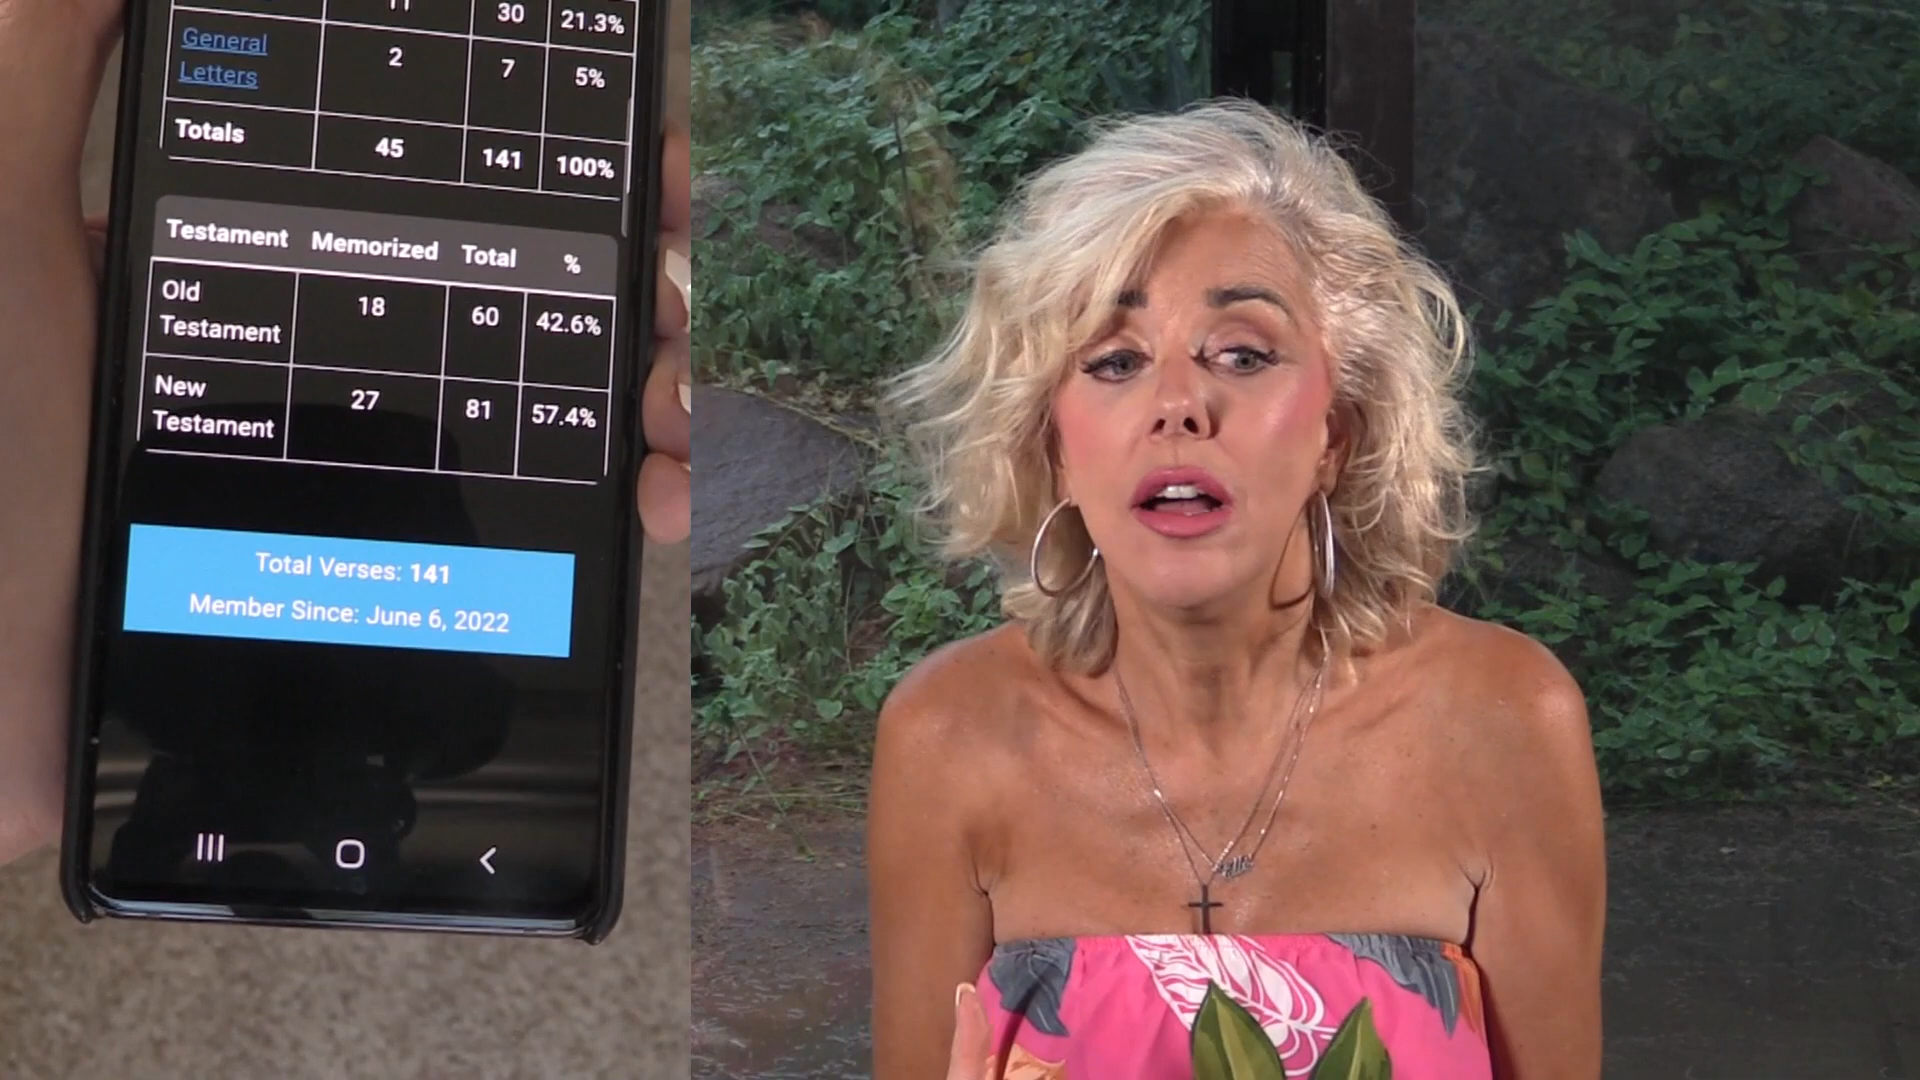 11 30 21.3%
General Letters 2 7 5%
Totals 45 141 100%
Testament Memorized Total %
Old Testament 18 60 42.6%
New Testament 27 81 57.4%
Total Verses: 141
Member Since: June 6, 2022